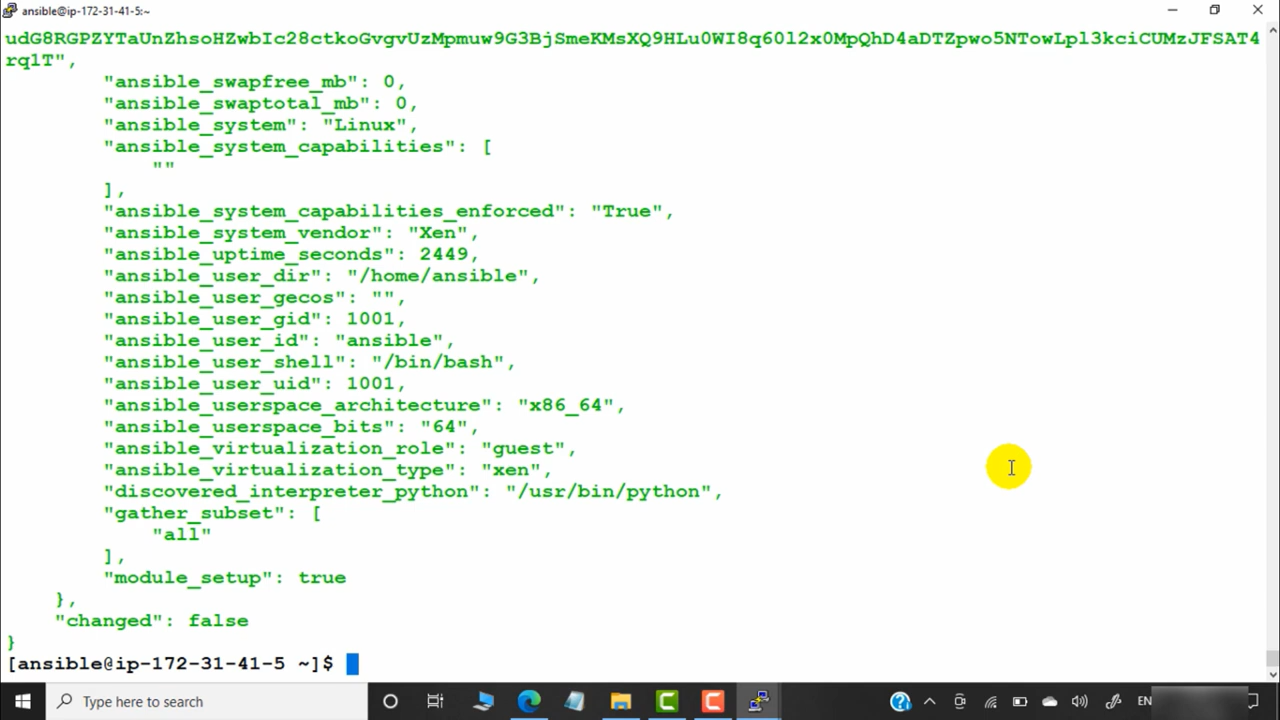 ansible@ip-172-31-41-5:~
udG8RGPZYTaUnZhsoHZwbIc28ctkoGvgvUzMpmuw9G3BjSmeKMsXQ9HLu0WI8q60l2x0MpQhD4aDTZpwo5NTowLpl3kciCUMzJFSAT4
rq1T",
"ansible_swapfree_mb": 0,
"ansible_swaptotal_mb": 0,
"ansible_system": "Linux",
"ansible_system_capabilities": [
""
],
"ansible_system_capabilities_enforced": "True",
"ansible_system_vendor": "Xen",
"ansible_uptime_seconds": 2449,
"ansible_user_dir": "/home/ansible",
"ansible_user_gecos": "",
"ansible_user_gid": 1001,
"ansible_user_id": "ansible",
"ansible_user_shell": "/bin/bash",
"ansible_user_uid": 1001,
"ansible_userspace_architecture": "x86_64",
"ansible_userspace_bits": "64",
"ansible_virtualization_role": "guest",
"ansible_virtualization_type": "xen",
"discovered_interpreter_python": "/usr/bin/python",
"gather_subset": [
"all"
],
"module_setup": true
},
"changed": false
}
[ansible@ip-172-31-41-5 ~]$
Type here to search
EN